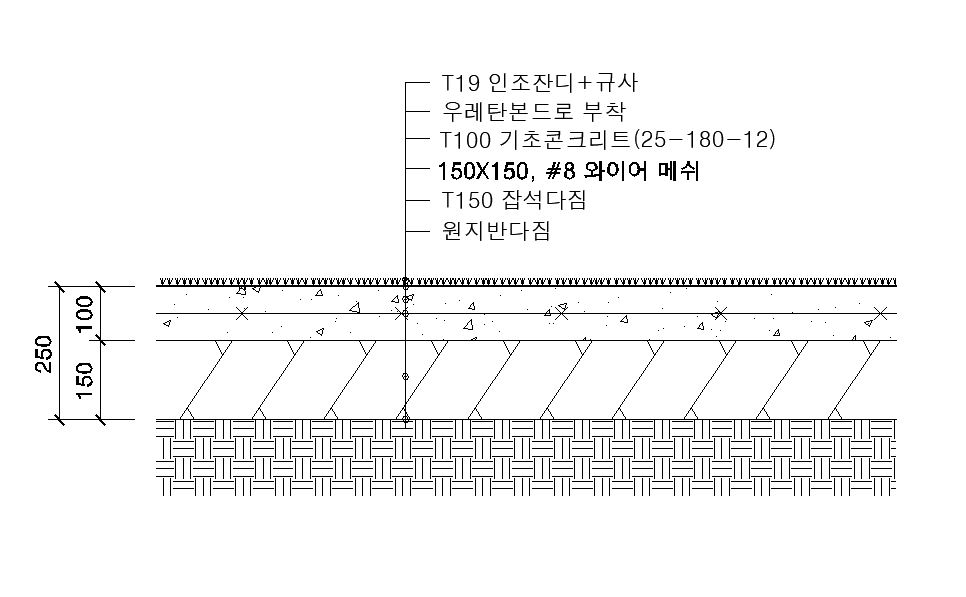 T19 인조잔디+규사
우레탄본드로 부착
T100 기초콘크리트(25-180-12)
150X150, #8 와이어 메쉬
T150 잡석다짐
원지반다짐
100
250
150